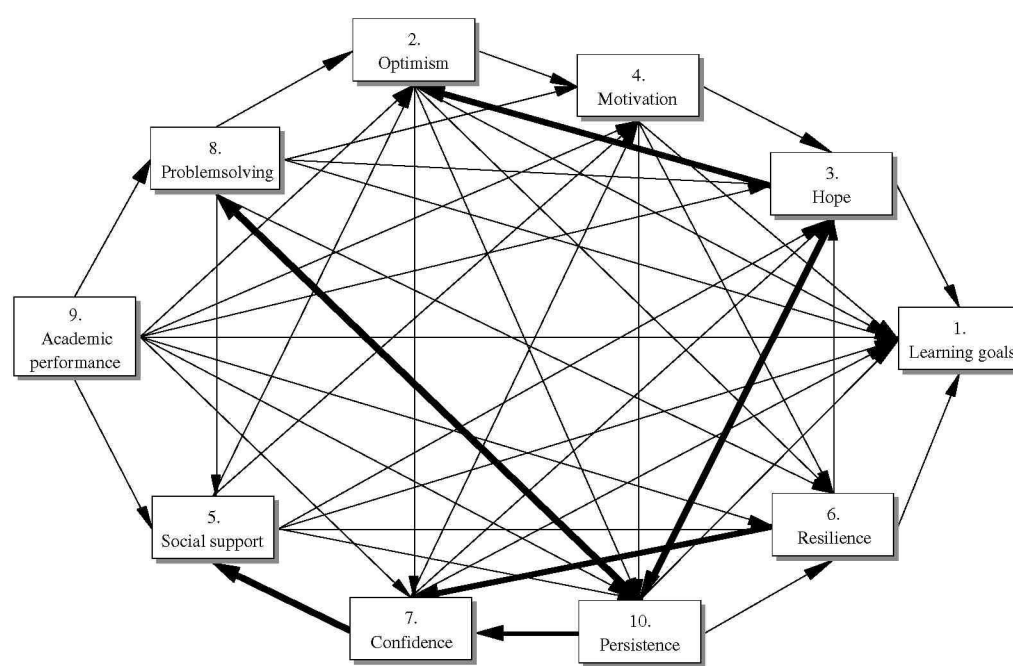 2.
Optimism
4.
Motivation
8.
Problemsolving
3.
Hope
9.
Academic
performance
1.
Learning goals
5.
Social support
6.
Resilience
7.
Confidence
10.
Persistence